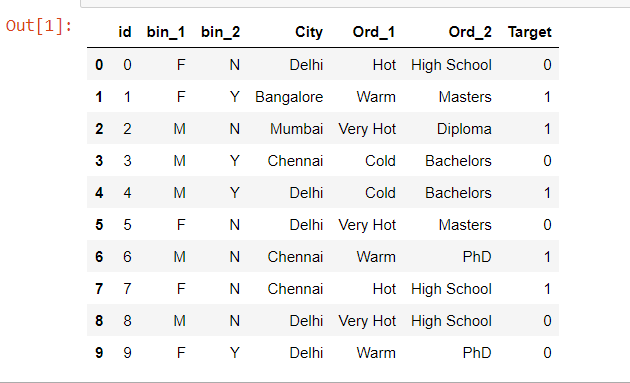 Out[1]:
id bin_1 bin_2 City Ord_1 Ord_2 Target
0 0 F N Delhi Hot High School 0
1 1 F Y Bangalore Warm Masters 1
2 2 M N Mumbai Very Hot Diploma 1
3 3 M Y Chennai Cold Bachelors 0
4 4 M Y Delhi Cold Bachelors 1
5 5 F N Delhi Very Hot Masters 0
6 6 M N Chennai Warm PhD 1
7 7 F N Chennai Hot High School 1
8 8 M N Delhi Very Hot High School 0
9 9 F Y Delhi Warm PhD 0